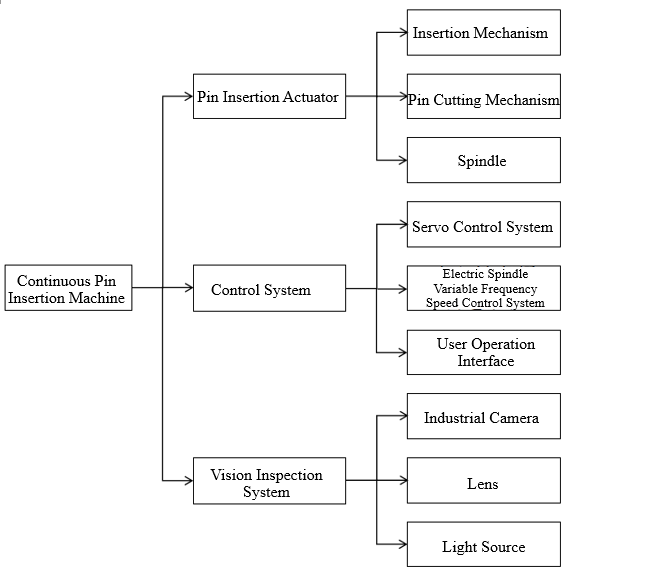 Insertion Mechanism
Pin Insertion Actuator
Pin Cutting Mechanism
Spindle
Servo Control System
Continuous Pin
Insertion Machine
Control System
Electric Spindle
Variable Frequency
Speed Control System
User Operation
Interface
Industrial Camera
Vision Inspection
System
Lens
Light Source